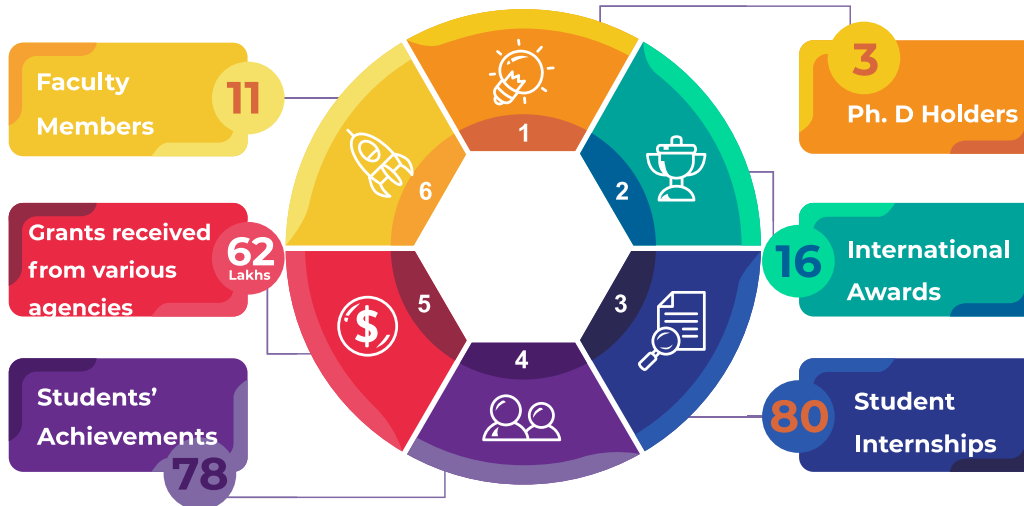 Faculty
Members
11
Grants received
from various
agencies
62
Lakhs
Students’
Achievements
78
1
2
3
4
5
6
$
3
Ph. D Holders
16
International
Awards
80
Student
Internships